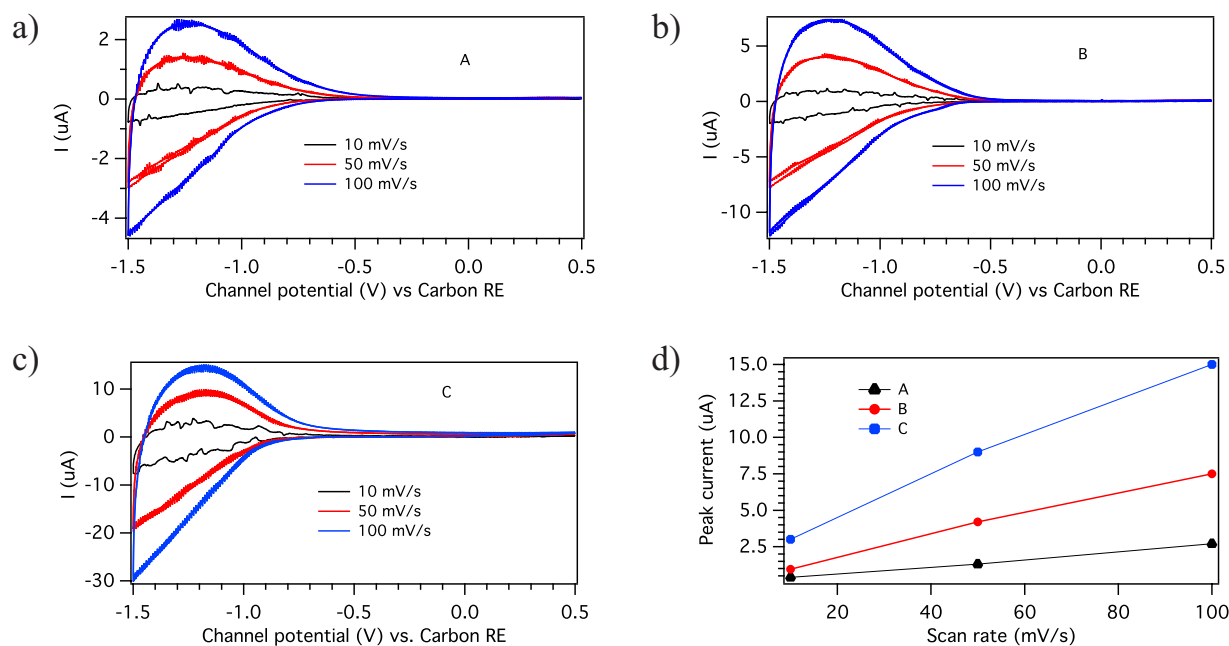 a)
A
I (uA)
2
0
-2
-4
10 mV/s
50 mV/s
100 mV/s
-1.5 -1.0 -0.5 0.0 0.5
Channel potential (V) vs Carbon RE
b)
B
I (uA)
5
0
-5
-10
10 mV/s
50 mV/s
100 mV/s
-1.5 -1.0 -0.5 0.0 0.5
Channel potential (V) vs Carbon RE
c)
C
I (uA)
10
0
-10
-20
-30
10 mV/s
50 mV/s
100 mV/s
-1.5 -1.0 -0.5 0.0 0.5
Channel potential (V) vs. Carbon RE
d)
Peak current (uA)
15.0
12.5
10.0
7.5
5.0
2.5
A
B
C
20 40 60 80 100
Scan rate (mV/s)